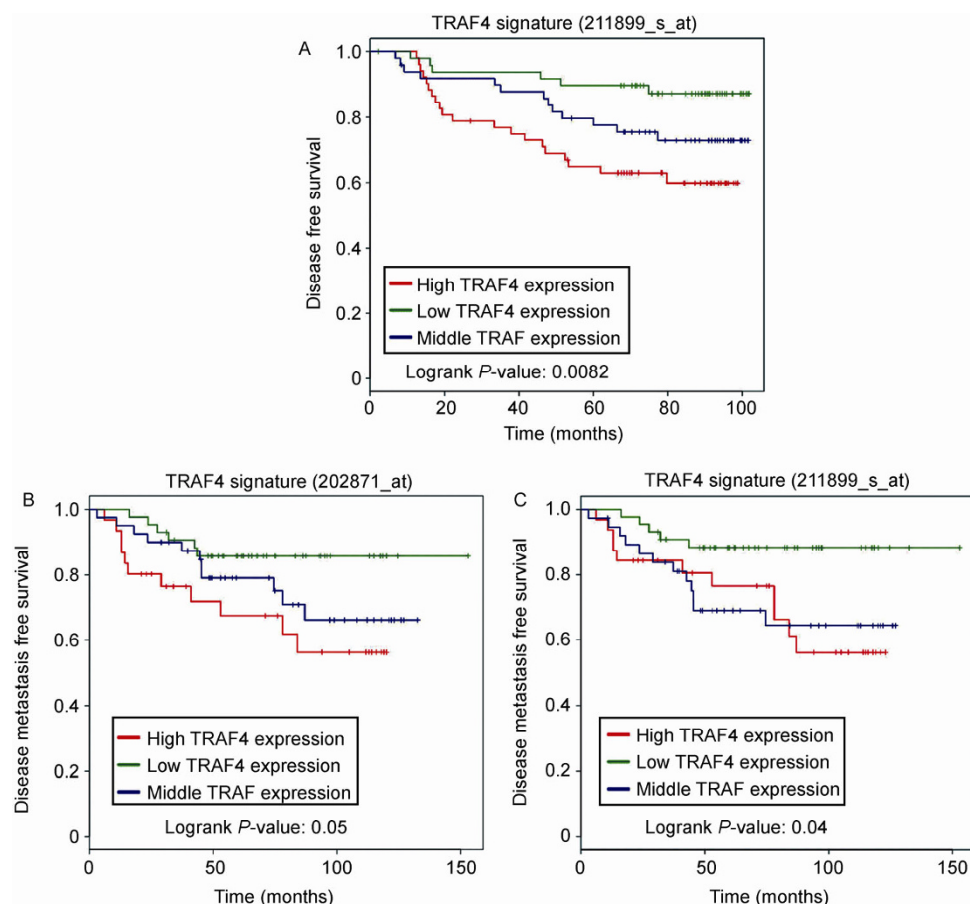 TRAF4 signature (211899_s_at)
A
1.0
0.8
0.6
0.4
0.2
0
Disease free survival
High TRAF4 expression
Low TRAF4 expression
Middle TRAF expression
Logrank P-value: 0.0082
0 20 40 60 80 100
Time (months)
TRAF4 signature (202871_at)
B
1.0
0.8
0.6
0.4
0.2
0
Disease metastasis free survival
High TRAF4 expression
Low TRAF4 expression
Middle TRAF expression
Logrank P-value: 0.05
0 50 100 150
Time (months)
TRAF4 signature (211899_s_at)
C
1.0
0.8
0.6
0.4
0.2
0
Disease metastasis free survival
High TRAF4 expression
Low TRAF4 expression
Middle TRAF expression
Logrank P-value: 0.04
0 50 100 150
Time (months)